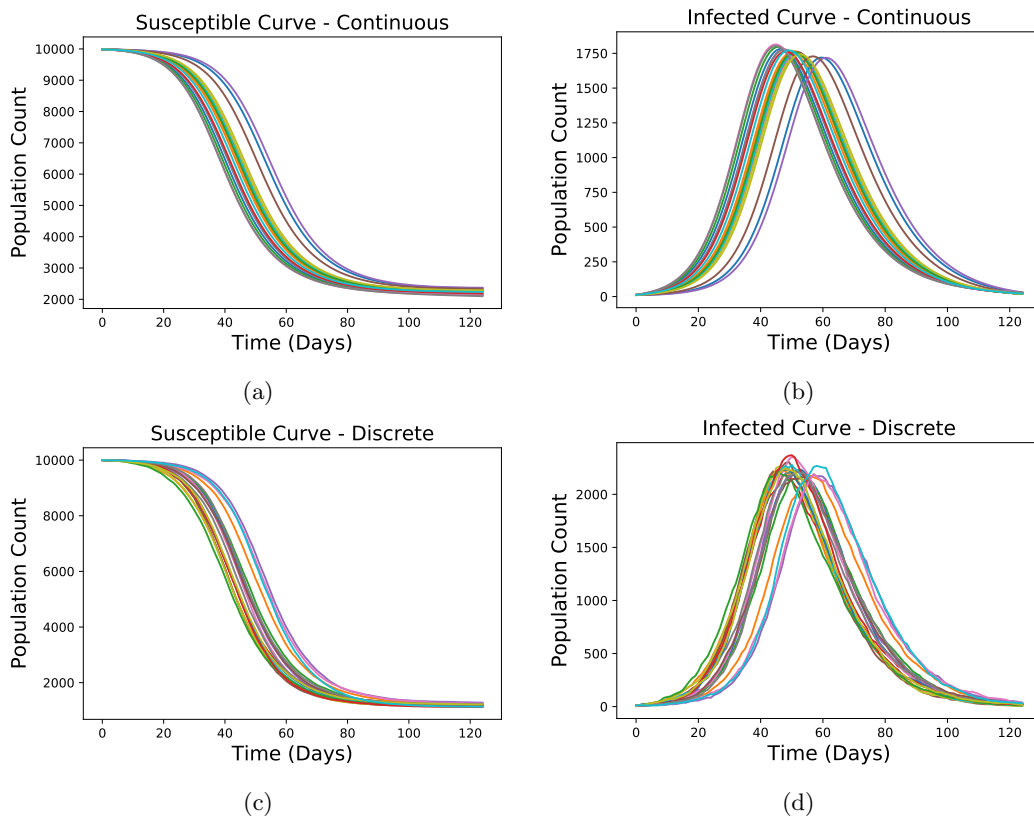 Susceptible Curve - Continuous
Population Count
10000
9000
8000
7000
6000
5000
4000
3000
2000
0 20 40 60 80 100 120
Time (Days)
(a)
Infected Curve - Continuous
Population Count
1750
1500
1250
1000
750
500
250
0
0 20 40 60 80 100 120
Time (Days)
(b)
Susceptible Curve - Discrete
Population Count
10000
8000
6000
4000
2000
0 20 40 60 80 100 120
Time (Days)
(c)
Infected Curve - Discrete
Population Count
2000
1500
1000
500
0
0 20 40 60 80 100 120
Time (Days)
(d)